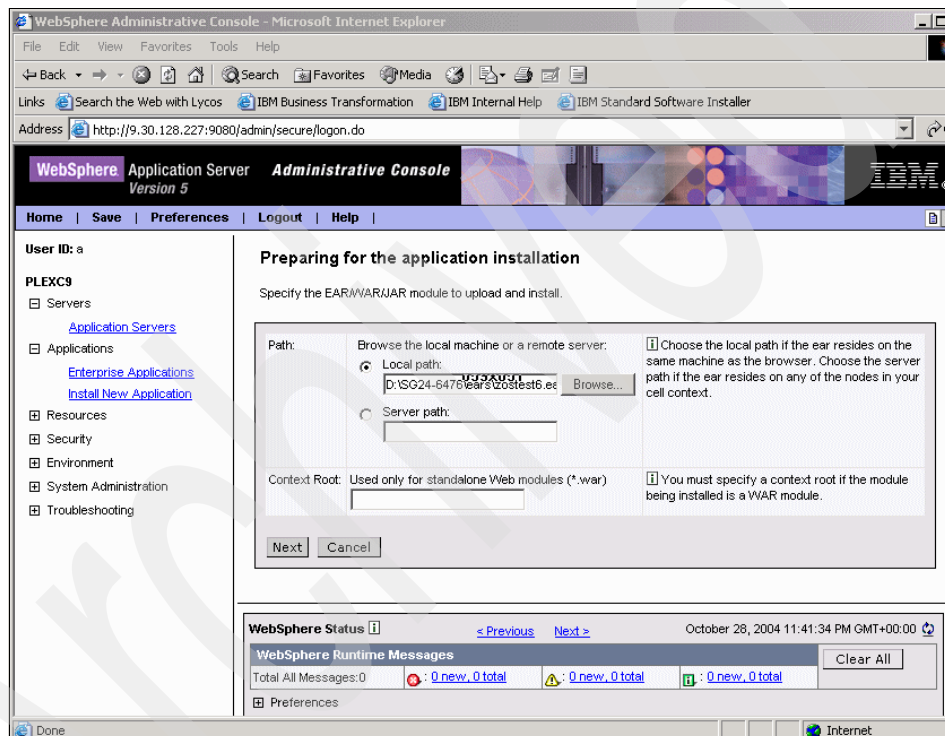 WebSphere Administrative Console - Microsoft Internet Explorer
File Edit View Favorites Tools Help
Back Search Favorites Media
Links Search the Web with Lycos IBM Business Transformation IBM Internal Help IBM Standard Software Installer
Address http://9.30.128.227:9080/admin/secure/logon.do
WebSphere Application Server Administrative Console
Version 5
IBM
Home | Save | Preferences | Logout | Help |
User ID: a
PLEXC9
Servers
Application Servers
Applications
Enterprise Applications
Install New Application
Resources
Security
Environment
System Administration
Troubleshooting
Preparing for the application installation
Specify the EAR/WAR/JAR module to upload and install.
Path:
Browse the local machine or a remote server:
Local path:
D:\SG24-6476\ears\zostest6.ea Browse...
Server path:
Choose the local path if the ear resides on the
same machine as the browser. Choose the server
path if the ear resides on any of the nodes in your
cell context.
Context Root: Used only for standalone Web modules (*.war)
You must specify a context root if the module
being installed is a WAR module.
Next Cancel
WebSphere Status < Previous Next > October 28, 2004 11:41:34 PM GMT+00:00
WebSphere Runtime Messages
Clear All
Total All Messages:0 : 0 new, 0 total : 0 new, 0 total : 0 new, 0 total
Preferences
Done Internet